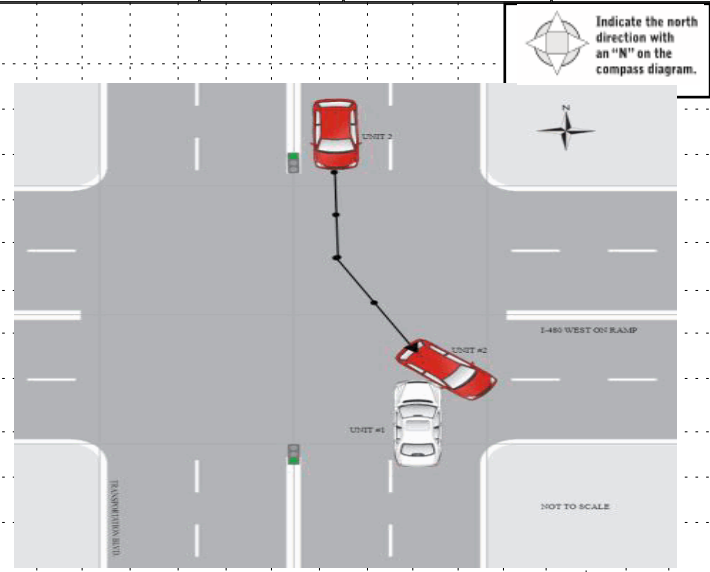 Indicate the north
direction with
an “N” on the
compass diagram.
N
UNIT 2
UNIT #2
I-480 WEST ON RAMP
UNIT #1
TRANSPORTATION BLVD.
NOT TO SCALE